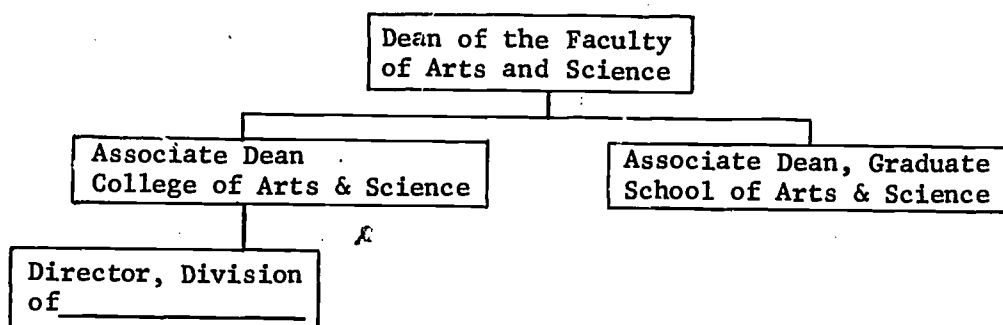 Dean of the Faculty
of Arts and Science
Associate Dean
College of Arts & Science
Associate Dean, Graduate
School of Arts & Science
Director, Division
of____________